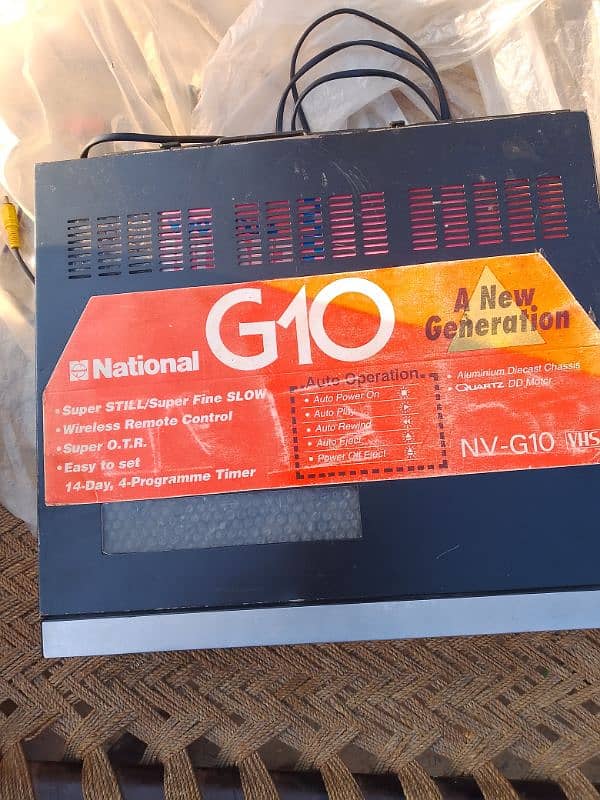 G10
A New
Generation
National
• Super STILL/Super Fine SLOW
• Wireless Remote Control
• Super O.T.R.
• Easy to set
14-Day, 4-Programme Timer
Auto Operation
• Auto Power On
• Auto Play
• Auto Rewind
• Auto Eject
• Power Off Eject
• Aluminium Diecast Chassis
• QUARTZ DD Motor
NV-G10 VHS